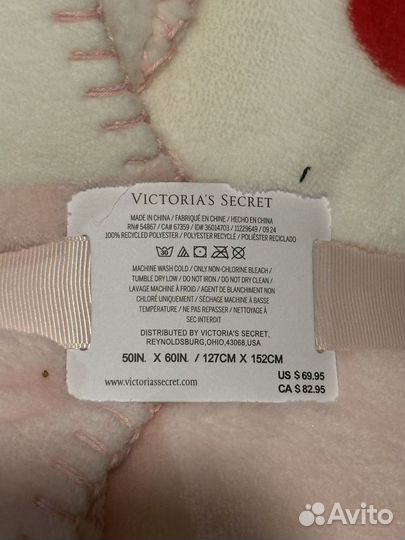 VICTORIA'S SECRET
MADE IN CHINA / FABRIQUÉ EN CHINE / HECHO EN CHINA
RN# 54867 / CA# 67359 / ID# 36014703 / 11229649 / 09.24
100% RECYCLED POLYESTER / POLYESTER RECYCLÉ / POLIÉSTER RECICLADO
MACHINE WASH COLD / ONLY NON-CHLORINE BLEACH /
TUMBLE DRY LOW / DO NOT IRON / DO NOT DRY CLEAN /
LAVAGE MACHINE À FROID / AGENT DE BLANCHIMENT NON
CHLORÉ UNIQUEMENT / SÉCHAGE MACHINE À BASSE
TEMPÉRATURE / NE PAS REPASSER /
NE PAS NETTOYER À SEC
DISTRIBUTED BY VICTORIA'S SECRET,
REYNOLDSBURG,OHIO,43068,USA
50IN. X 60IN. / 127CM X 152CM
www.victoriassecret.com
US $ 69.95
CA $ 82.95
Avito